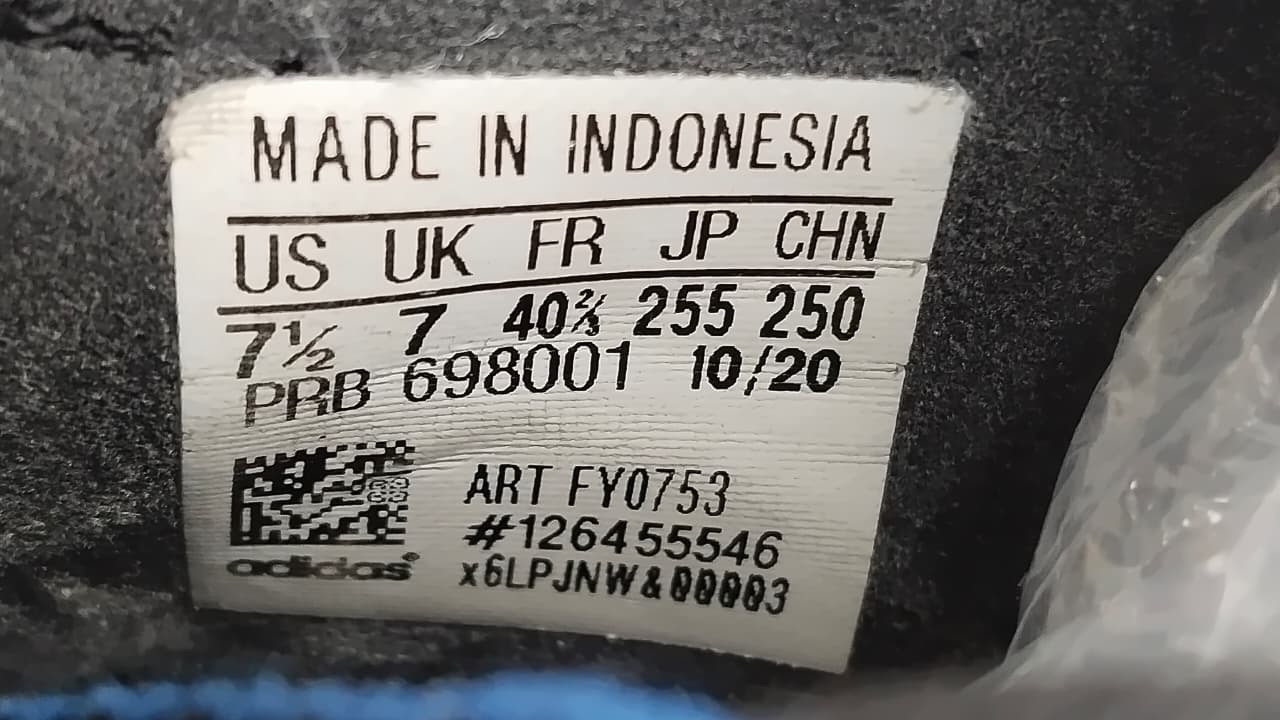 MADE IN INDONESIA
US UK FR JP CHN
7½ 7 40⅔ 255 250
PRB 698001 10/20
ART FY0753
#126455546
adidas®
x6LPJNW&00003